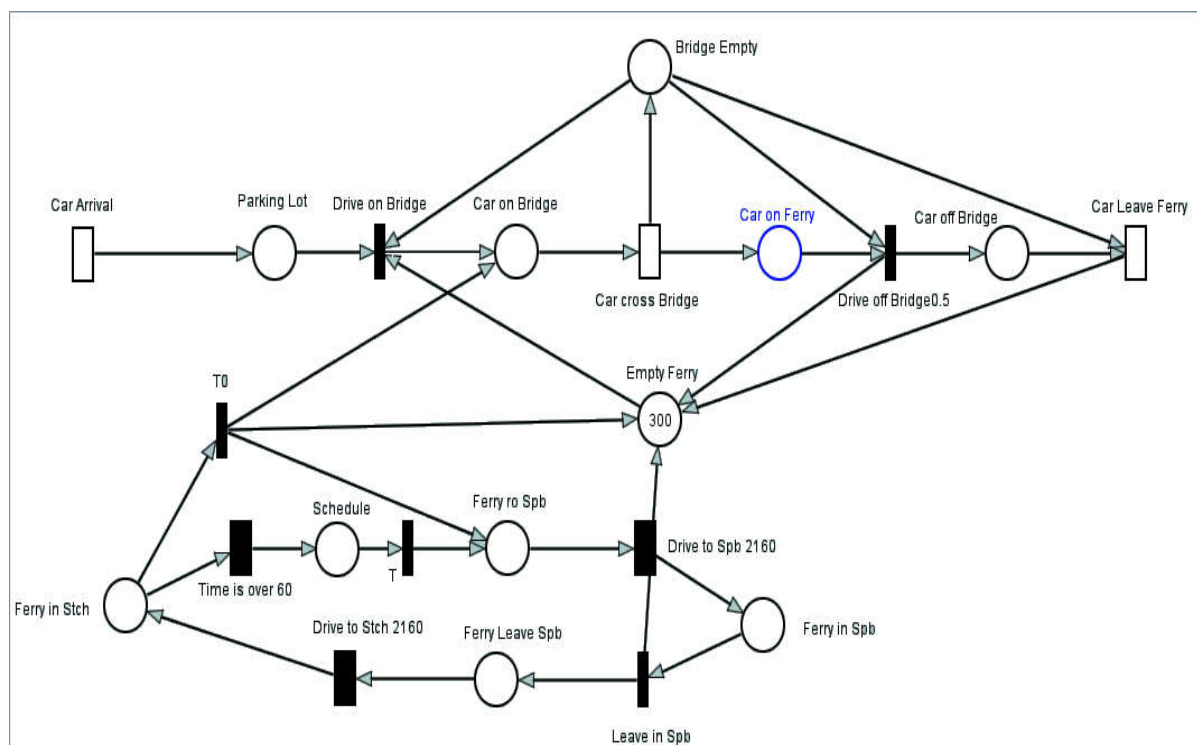 Bridge Empty
Car Arrival
Parking Lot
Drive on Bridge
Car on Bridge
Car on Ferry
Car off Bridge
Car Leave Ferry
Car cross Bridge
Drive off Bridge0.5
T0
Empty Ferry
300
Schedule
Ferry ro Spb
Drive to Spb 2160
T
Time is over 60
Ferry in Stch
Drive to Stch 2160
Ferry Leave Spb
Ferry in Spb
Leave in Spb